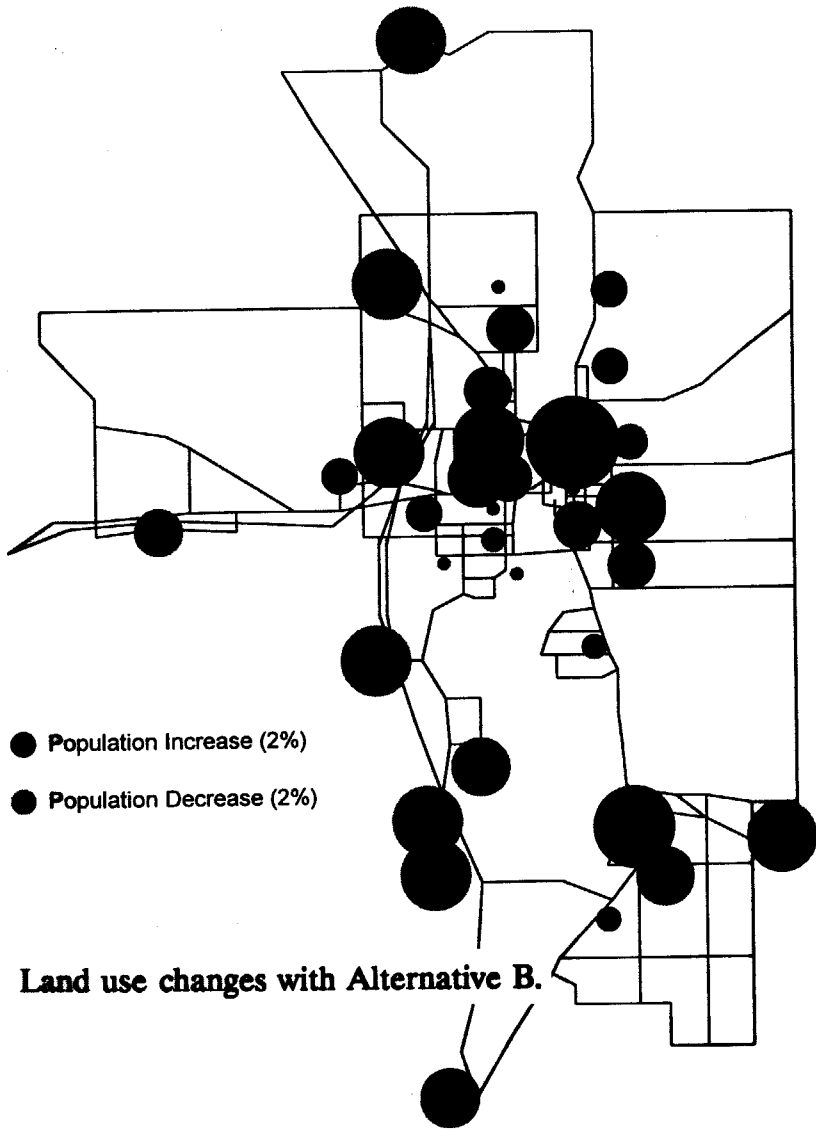 Population Increase (2%)
Population Decrease (2%)
Land use changes with Alternative B.